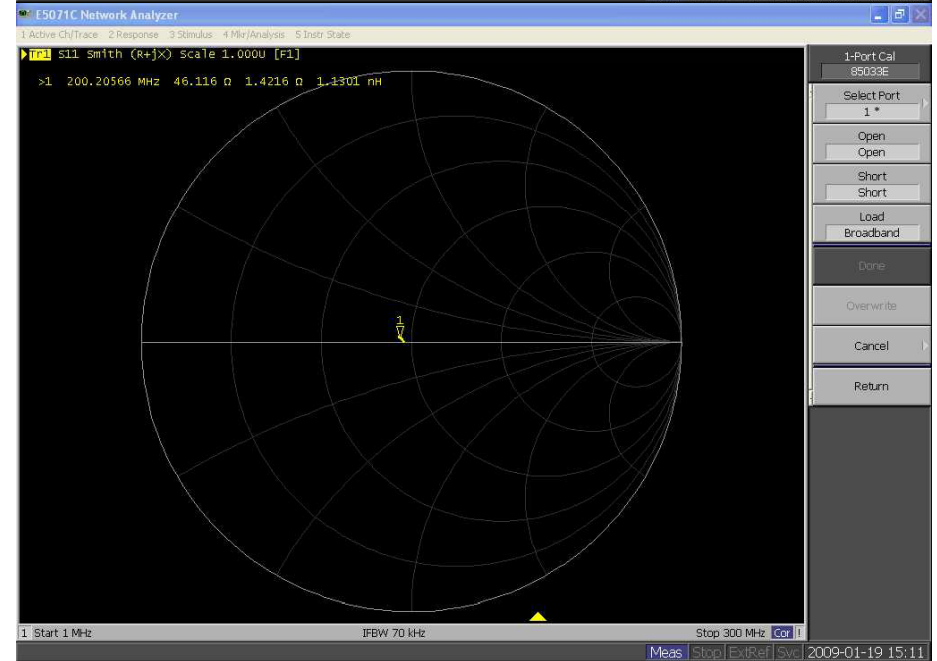 E5071C Network Analyzer
1 Active Ch/Trace 2 Response 3 Stimulus 4 Mkr/Analysis 5 Instr State
Tr1 S11 Smith (R+jX) Scale 1.000U [F1]
>1 200.20566 MHz 46.116 Ω 1.4216 Ω 1.1301 nH
1
1 Start 1 MHz IFBW 70 kHz Stop 300 MHz Cor !
Meas Stop ExtRef Svc 2009-01-19 15:11
1-Port Cal
85033E
Select Port
1 *
Open
Open
Short
Short
Load
Broadband
Done
Overwrite
Cancel
Return